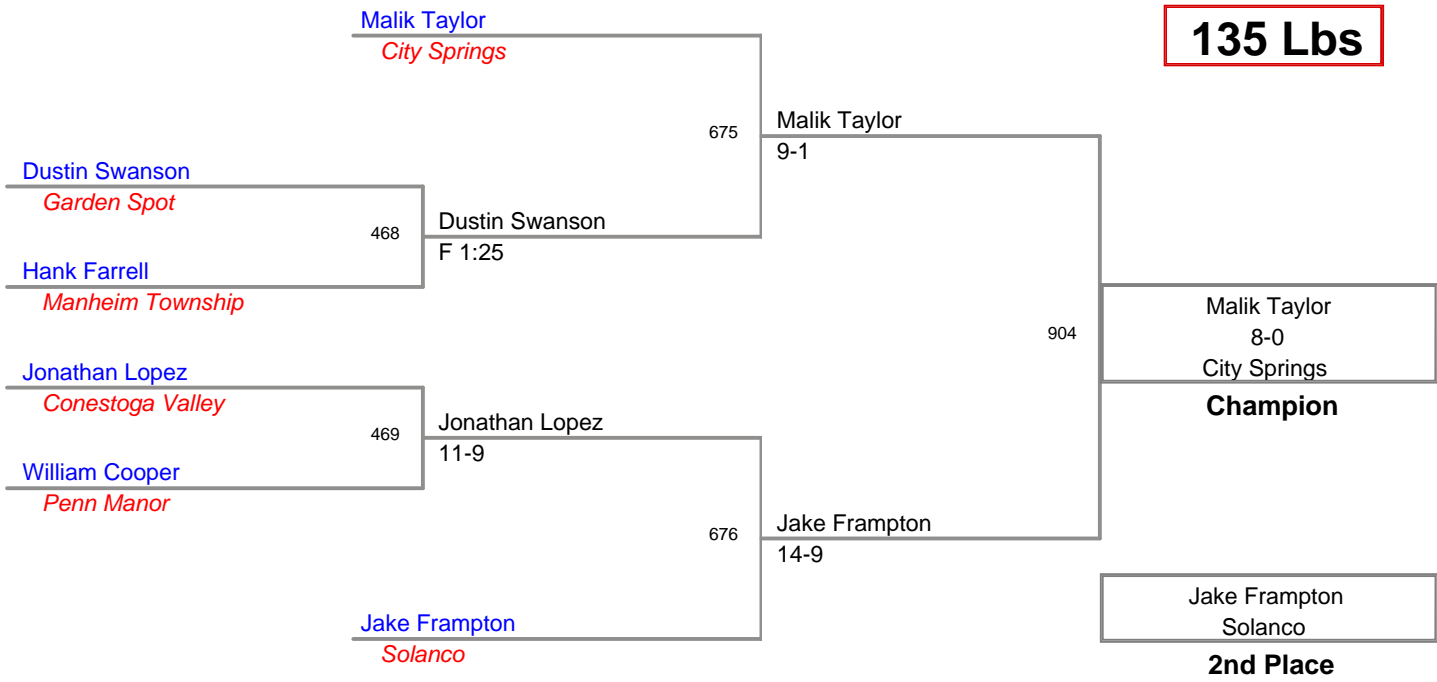 Malik Taylor
City Springs
135 Lbs
675
Malik Taylor
9-1
Dustin Swanson
Garden Spot
468
Dustin Swanson
F 1:25
Hank Farrell
Manheim Township
904
Malik Taylor
8-0
City Springs
Champion
Jonathan Lopez
Conestoga Valley
469
Jonathan Lopez
11-9
William Cooper
Penn Manor
676
Jake Frampton
14-9
Jake Frampton
Solanco
Jake Frampton
Solanco
2nd Place